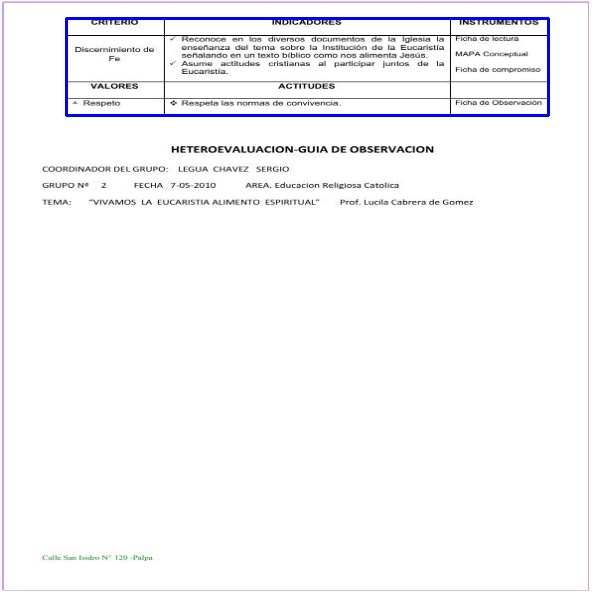 CRITERIO INDICADORES INSTRUMENTOS
Discernimiento de Fe
✓ Reconoce en los diversos documentos de la Iglesia la
enseñanza del tema sobre la Institución de la Eucaristía
señalando en un texto bíblico como nos alimenta Jesús.
✓ Asume actitudes cristianas al participar juntos de la
Eucaristía.
Ficha de lectura
MAPA Conceptual
Ficha de compromiso
VALORES ACTITUDES
Respeto ❖ Respeta las normas de convivencia. Ficha de Observación
HETEROEVALUACION-GUIA DE OBSERVACION
COORDINADOR DEL GRUPO: LEGUA CHAVEZ SERGIO
GRUPO Nº 2 FECHA 7-05-2010 AREA. Educacion Religiosa Catolica
TEMA: "VIVAMOS LA EUCARISTIA ALIMENTO ESPIRITUAL" Prof. Lucila Cabrera de Gomez
Calle San Isidro N° 120 -Palpa